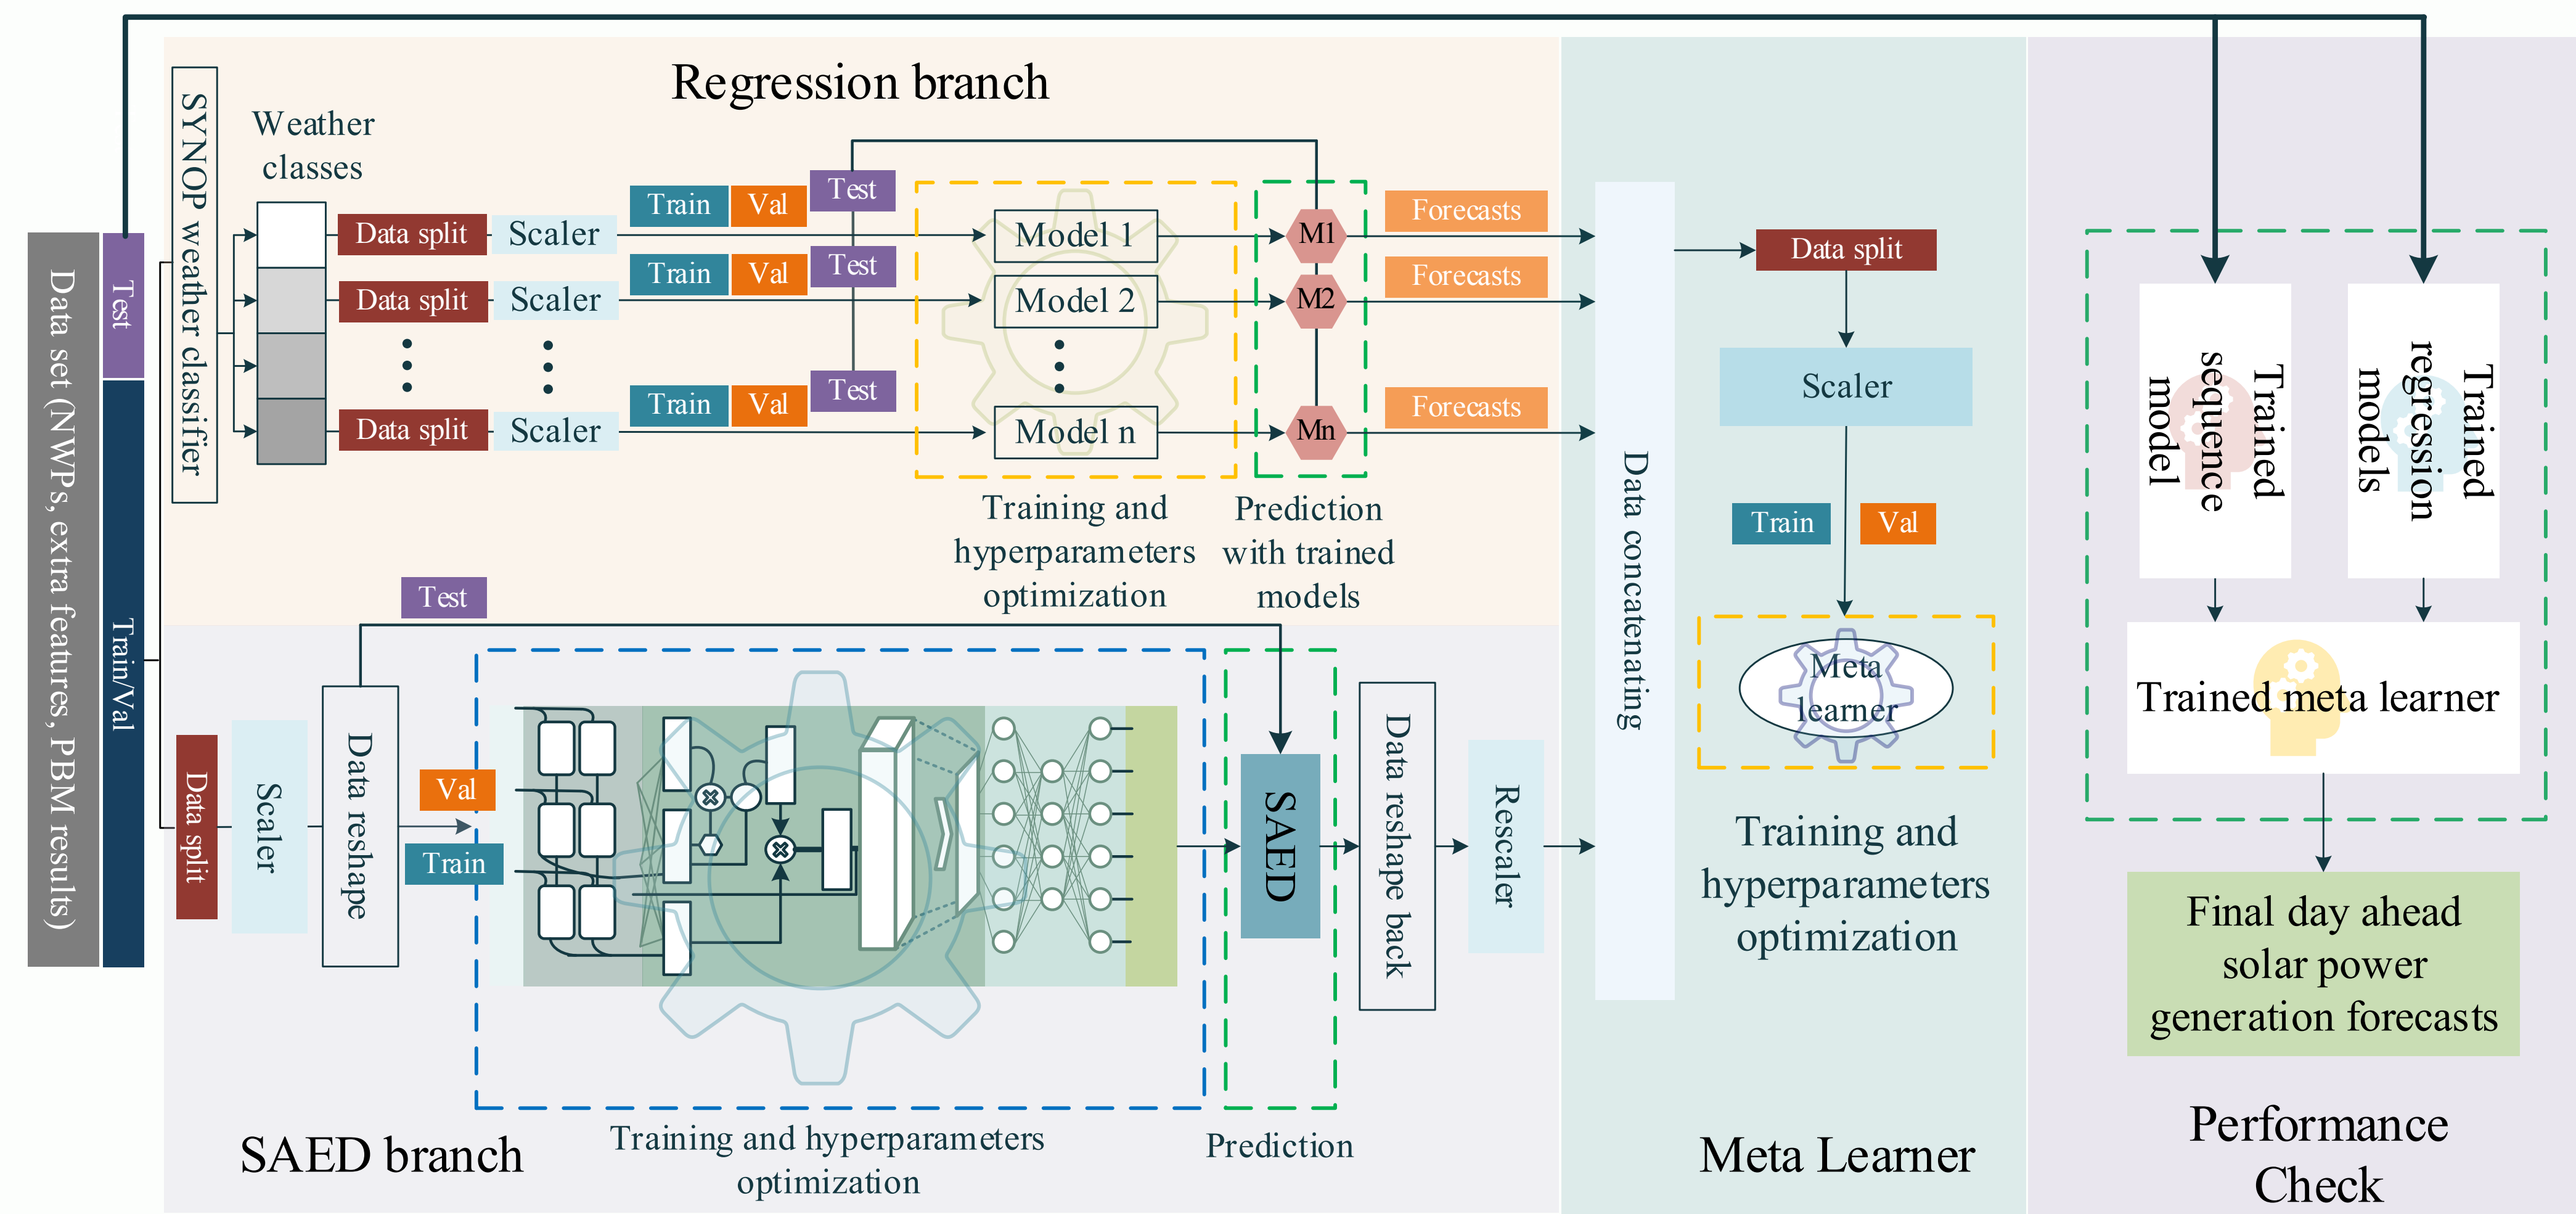 Data set (NWPs, extra features, PBM results)
Test
Train/Val
Regression branch
SYNOP weather classifier
Weather
classes
Data split
Scaler
Train
Val
Test
Model 1
M1
Forecasts
Data split
Scaler
Train
Val
Test
Model 2
M2
Forecasts
Data split
Scaler
Train
Val
Test
Model n
Mn
Forecasts
Training and
hyperparameters
optimization
Prediction
with trained
models
Test
Data split
Scaler
Data reshape
Val
Train
SAED
Data reshape back
Rescaler
SAED branch
Training and hyperparameters
optimization
Prediction
Data concatenating
Data split
Scaler
Train
Val
Meta
learner
Training and
hyperparameters
optimization
Meta Learner
Trained
sequence
model
Trained
regression
models
Trained meta learner
Final day ahead
solar power
generation forecasts
Performance
Check